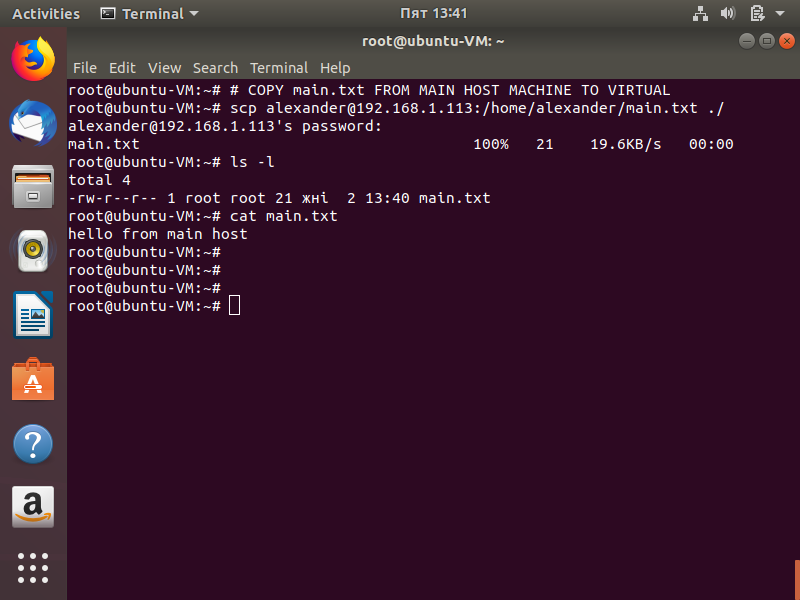 Activities Terminal Пят 13:41
root@ubuntu-VM: ~
File Edit View Search Terminal Help
root@ubuntu-VM:~# # COPY main.txt FROM MAIN HOST MACHINE TO VIRTUAL
root@ubuntu-VM:~# scp alexander@192.168.1.113:/home/alexander/main.txt ./
alexander@192.168.1.113's password:
main.txt 100% 21 19.6KB/s 00:00
root@ubuntu-VM:~# ls -l
total 4
-rw-r--r-- 1 root root 21 жні  2 13:40 main.txt
root@ubuntu-VM:~# cat main.txt
hello from main host
root@ubuntu-VM:~#
root@ubuntu-VM:~#
root@ubuntu-VM:~#
root@ubuntu-VM:~#